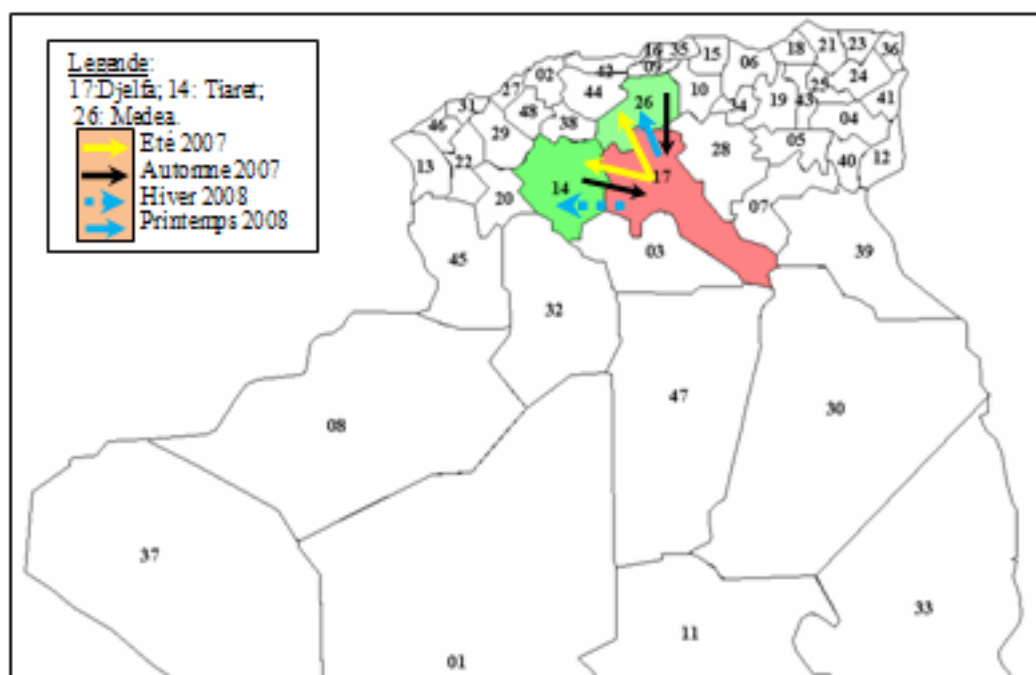 Légende:
17:Djelfa; 14: Tiaret;
26: Medea.
Eté 2007
Automne 2007
Hiver 2008
Printemps 2008
16 35 15 18 21 23 36
02 42 09 06
27 44 26 10 25 24
31 48 34 19 43 41
46 29 38 04
13 22 28 05 40 12
14 17
20 07
45 03 39
32
47 30
08
37
33
11
01